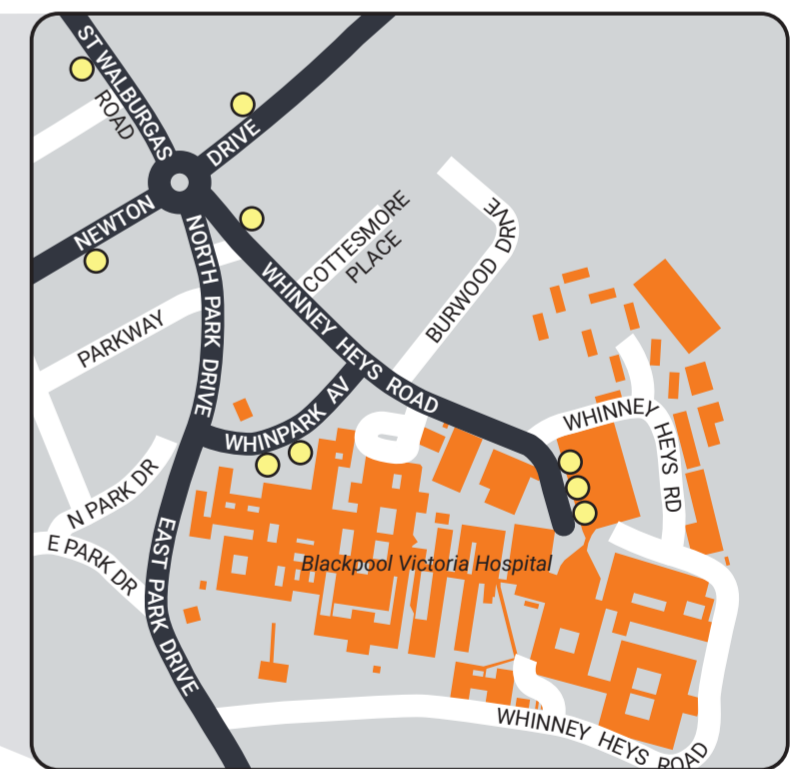 ST WALBURGAS
ROAD
DRIVE
NEWTON
NORTH PARK DRIVE
COTTESMORE
PLACE
BURWOOD DRIVE
WHINNEY HEYS ROAD
PARKWAY
WHINPARK AV
WHINNEY HEYS RD
N PARK DR
E PARK DR
EAST PARK DRIVE
Blackpool Victoria Hospital
WHINNEY HEYS ROAD